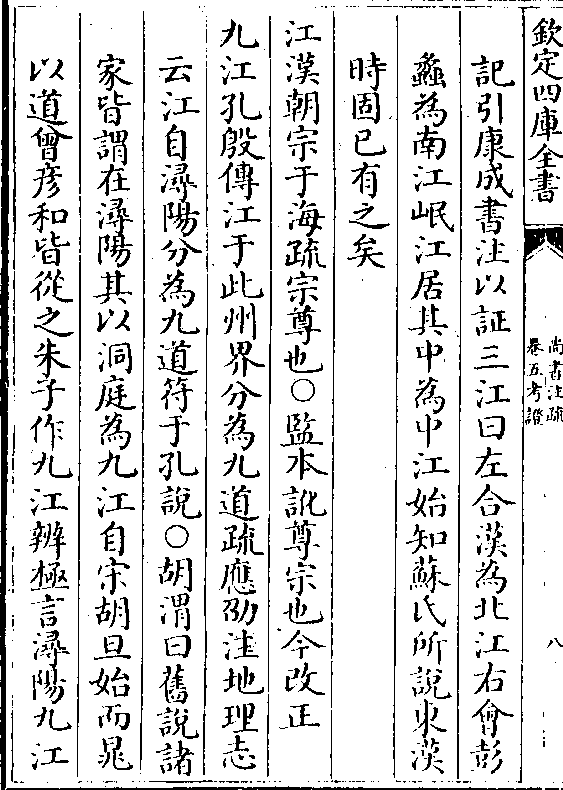 欽定四庫全書
尚書注疏
卷五考證
八
記引康成書注以証三江曰左合漢為北江右會彭
蠡為南江岷江居其中為中江始知蘇氏所說東漢
時固已有之矣
江漢朝宗于海疏宗尊也〇監本訛尊宗也今改正
九江孔殷傳江于此州界分為九道疏應劭注地理志
云江自潯陽分為九道符于孔說〇胡渭曰舊說諸
家皆謂在潯陽其以洞庭為九江自宋胡旦始而晁
以道曾彦和皆從之朱子作九江辨極言潯陽九江